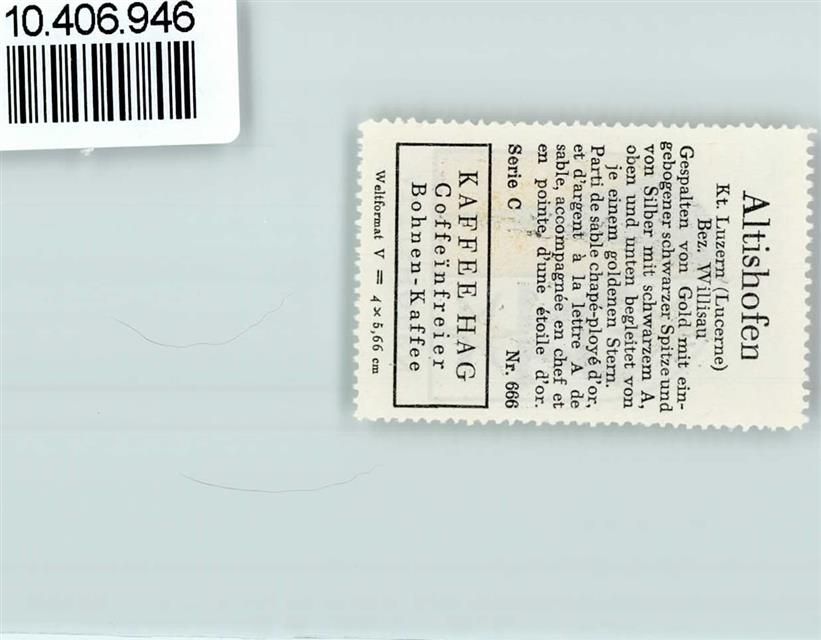 10.406.946
Altishofen
Kt. Luzern (Lucerne)
Bez. Willisau
Gespalten von Gold mit ein-
gebogener schwarzer Spitze und
von Silber mit schwarzem A,
oben und unten begleitet von
je einem goldenen Stern.
Parti de sable chapé-ployé d'or,
et d'argent à la lettre A de
sable, accompagnée en chef et
en pointe, d'une étoile d'or.
Serie C Nr. 666
KAFFEE HAG
Coffeïnfreier
Bohnen-Kaffee
Weltformat V = 4×5,66 cm